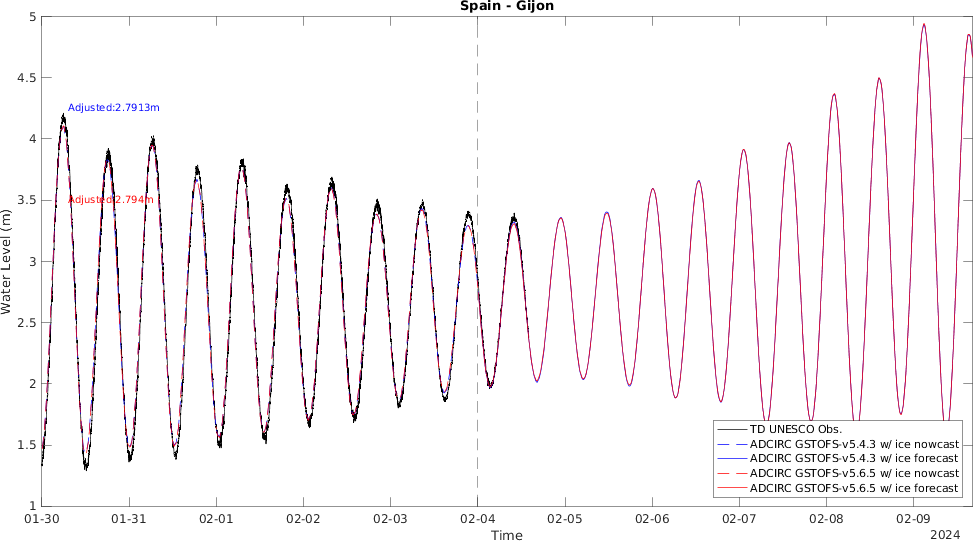 Spain - Gijon
5
4.5
4
3.5
3
2.5
2
1.5
1
Water Level (m)
Adjusted:2.7913m
Adjusted:2.794m
TD UNESCO Obs.
ADCIRC GSTOFS-v5.4.3 w/ ice nowcast
ADCIRC GSTOFS-v5.4.3 w/ ice forecast
ADCIRC GSTOFS-v5.6.5 w/ ice nowcast
ADCIRC GSTOFS-v5.6.5 w/ ice forecast
01-30 01-31 02-01 02-02 02-03 02-04 02-05 02-06 02-07 02-08 02-09
Time
2024